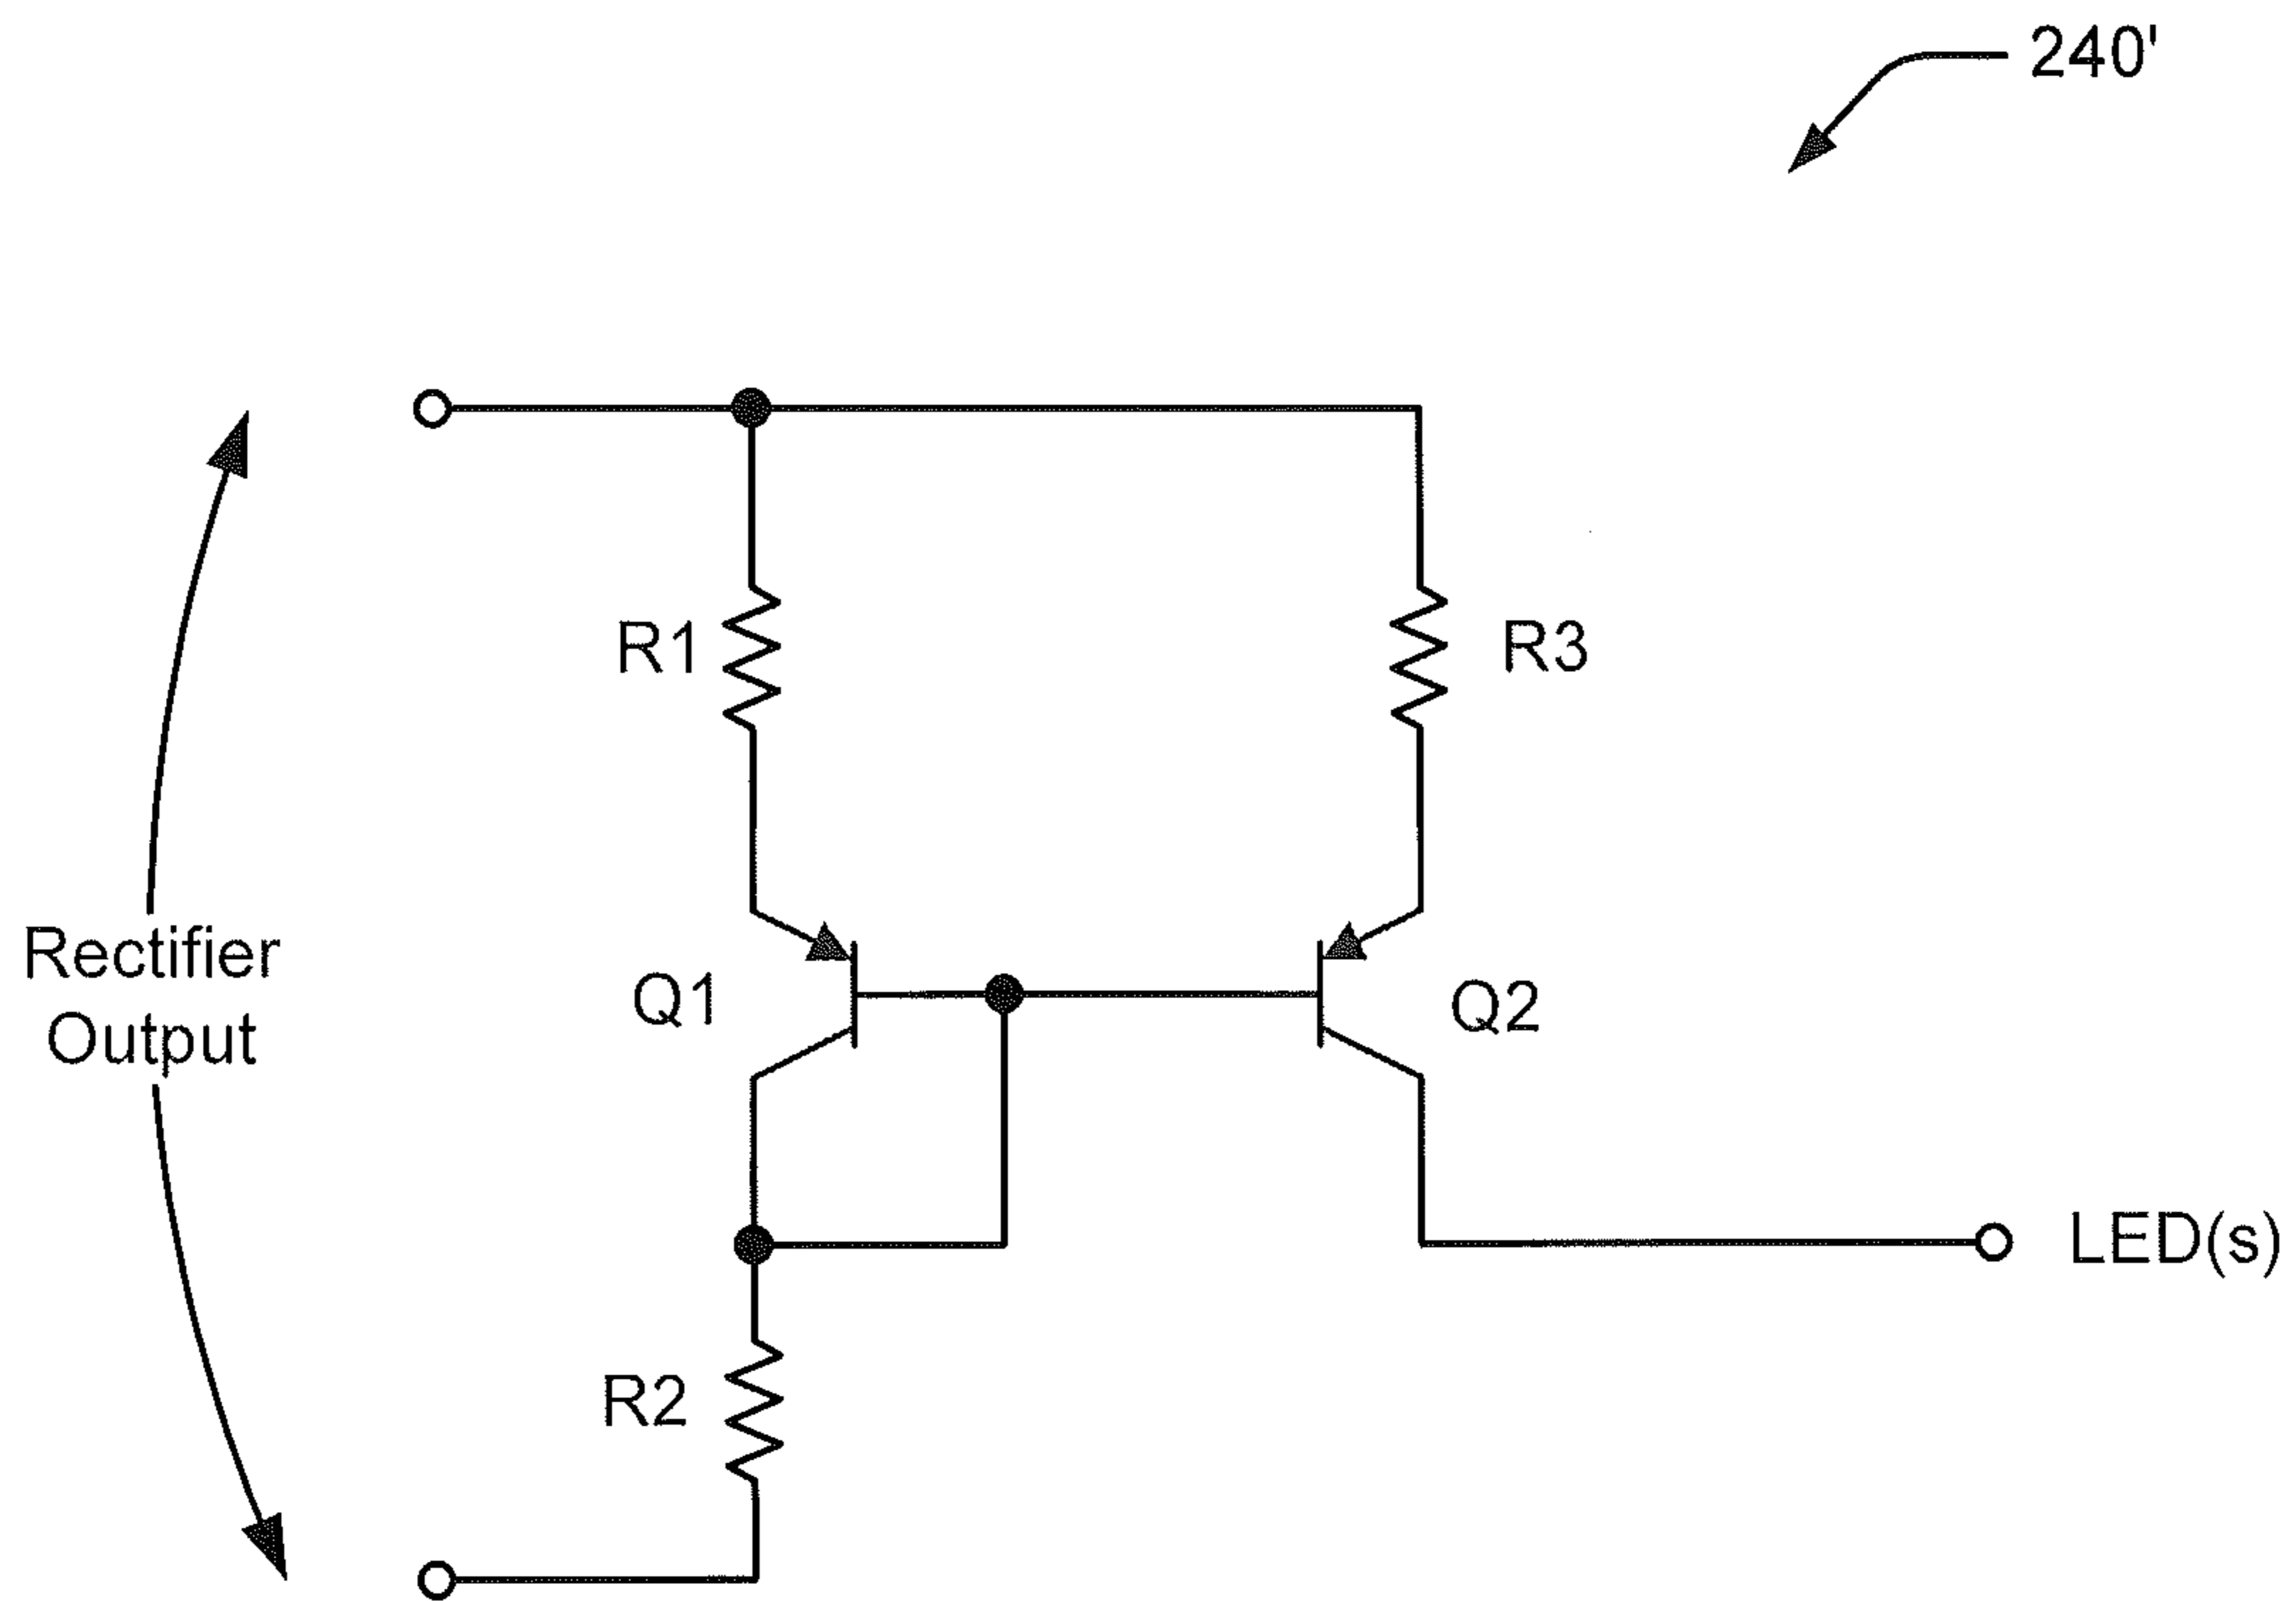 240'
R1
R3
Rectifier
Output
Q1
Q2
LED(s)
R2